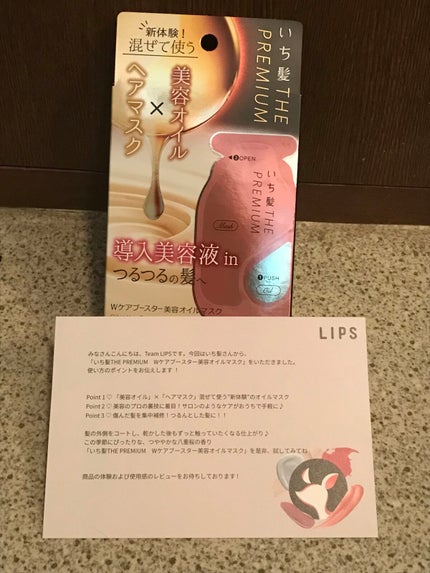 新体験!
混ぜて使う
美容オイル
×
ヘアマスク
いち髪 THE
PREMIUM
◀②OPEN
いち髪 THE
PREMIUM
Mask
①PUSH
Oil
導入美容液 in
つるつるの髪へ
Wケアブースター美容オイルマスク
LIPS
みなさんこんにちは、Team LIPSです。今回はいち髪さんから、
「いち髪THE PREMIUM Wケアブースター美容オイルマスク」をいただきました。
使い方のポイントをお伝えします!
Point 1 ♡ 「美容オイル」×「ヘアマスク」混ぜて使う"新体験"のオイルマスク
Point 2 ♡ 美容のプロの裏技に着目!サロンのようなケアがおうちで手軽に♪
Point 3 ♡ 傷んだ髪を集中補修!つるんとした髪に!!
髪の外側をコートし、乾かした後もずっと触っていたくなる仕上がり♪
この季節にぴったりな、つややかな八重桜の香り
「いち髪THE PREMIUM Wケアブースター美容オイルマスク」を是非、試してみてね
商品の体験および使用感のレビューをお待ちしております!